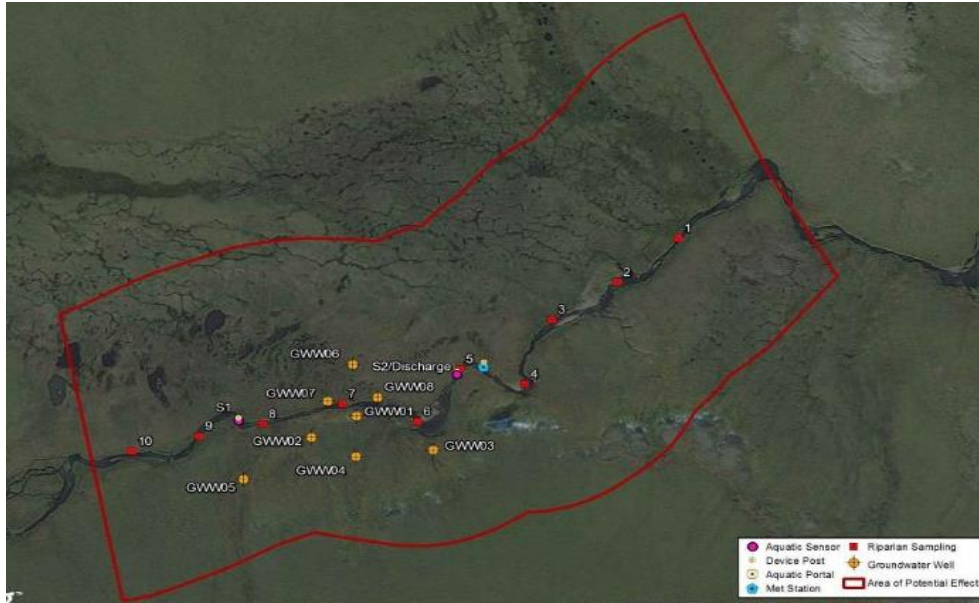 1
2
3
GWW06
S2/Discharge
5
4
GWW07
7
GWW08
S1
8
GWW01
6
9
GWW02
10
GWW03
GWW04
GWW05
Aquatic Sensor
Device Post
Aquatic Portal
Met Station
Riparian Sampling
Groundwater Well
Area of Potential Effect